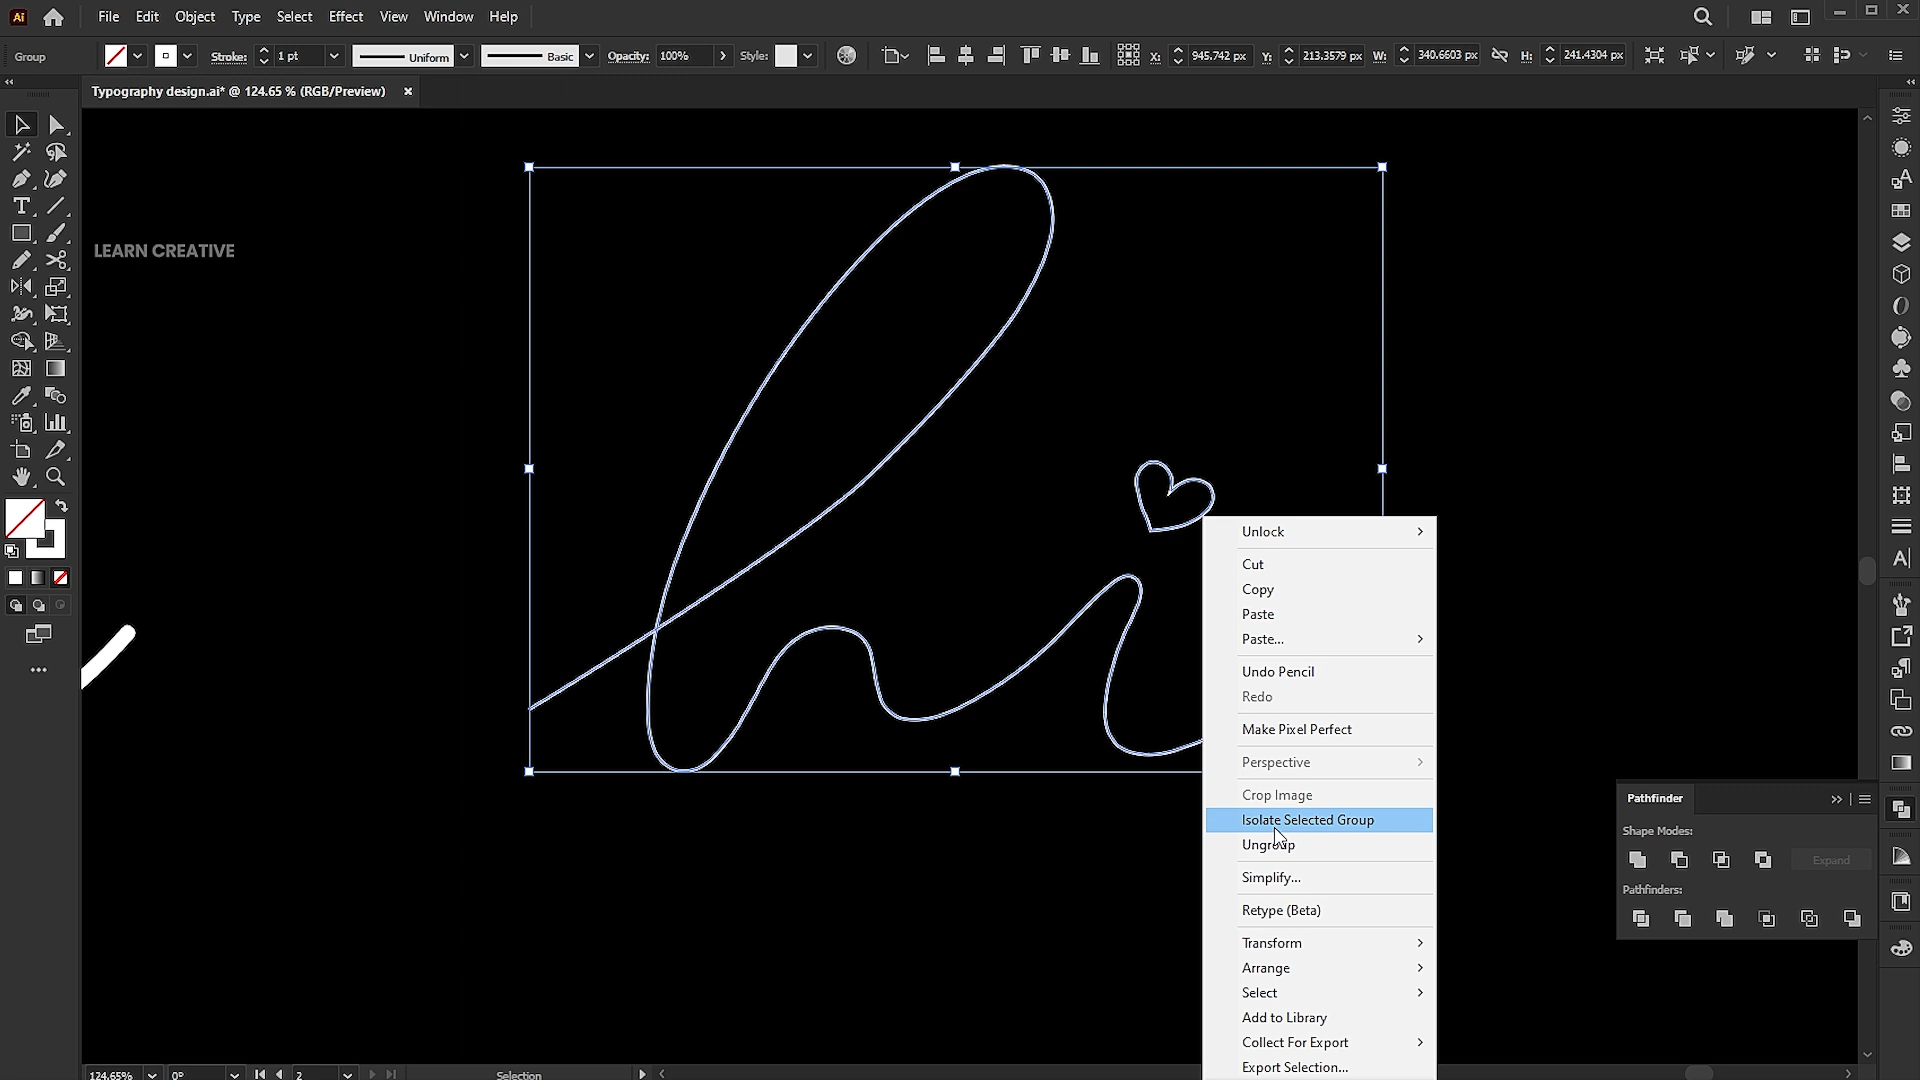 Ai File Edit Object Type Select Effect View Window Help
Group Stroke: 1 pt Uniform Basic Opacity: 100% Style: X: 945.742 px Y: 213.3579 px W: 340.6603 px H: 241.4304 px
Typography design.ai* @ 124.65 % (RGB/Preview)
LEARN CREATIVE
hi
Unlock
Cut
Copy
Paste
Paste...
Undo Pencil
Redo
Make Pixel Perfect
Perspective
Crop Image
Isolate Selected Group
Ungroup
Simplify...
Retype (Beta)
Transform
Arrange
Select
Add to Library
Collect For Export
Export Selection...
Pathfinder
Shape Modes:
Expand
Pathfinders:
124.65% 0° 2 Selection